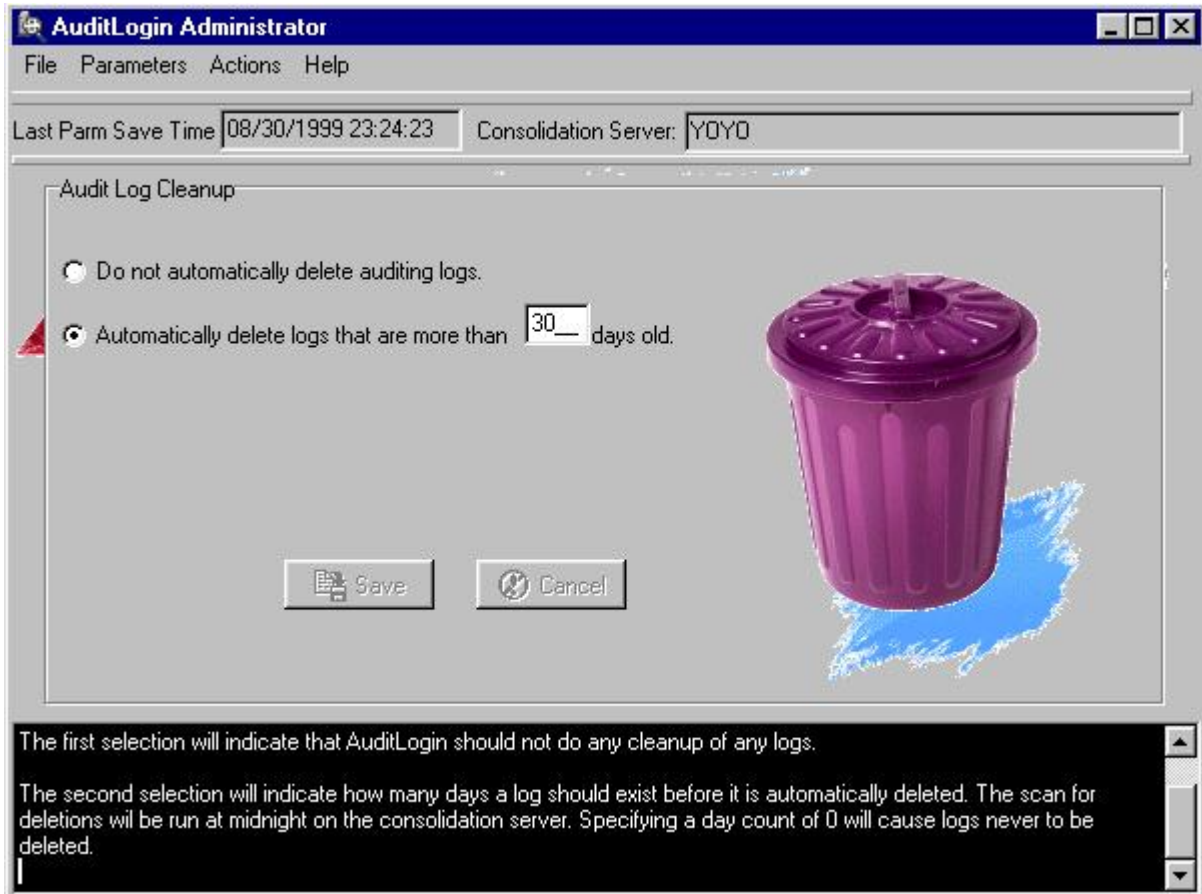 AuditLogin Administrator
File Parameters Actions Help
Last Parm Save Time 08/30/1999 23:24:23 Consolidation Server: YOYO
Audit Log Cleanup
Do not automatically delete auditing logs.
Automatically delete logs that are more than 30__ days old.
Save Cancel
The first selection will indicate that AuditLogin should not do any cleanup of any logs.
The second selection will indicate how many days a log should exist before it is automatically deleted. The scan for
deletions wil be run at midnight on the consolidation server. Specifying a day count of 0 will cause logs never to be
deleted.